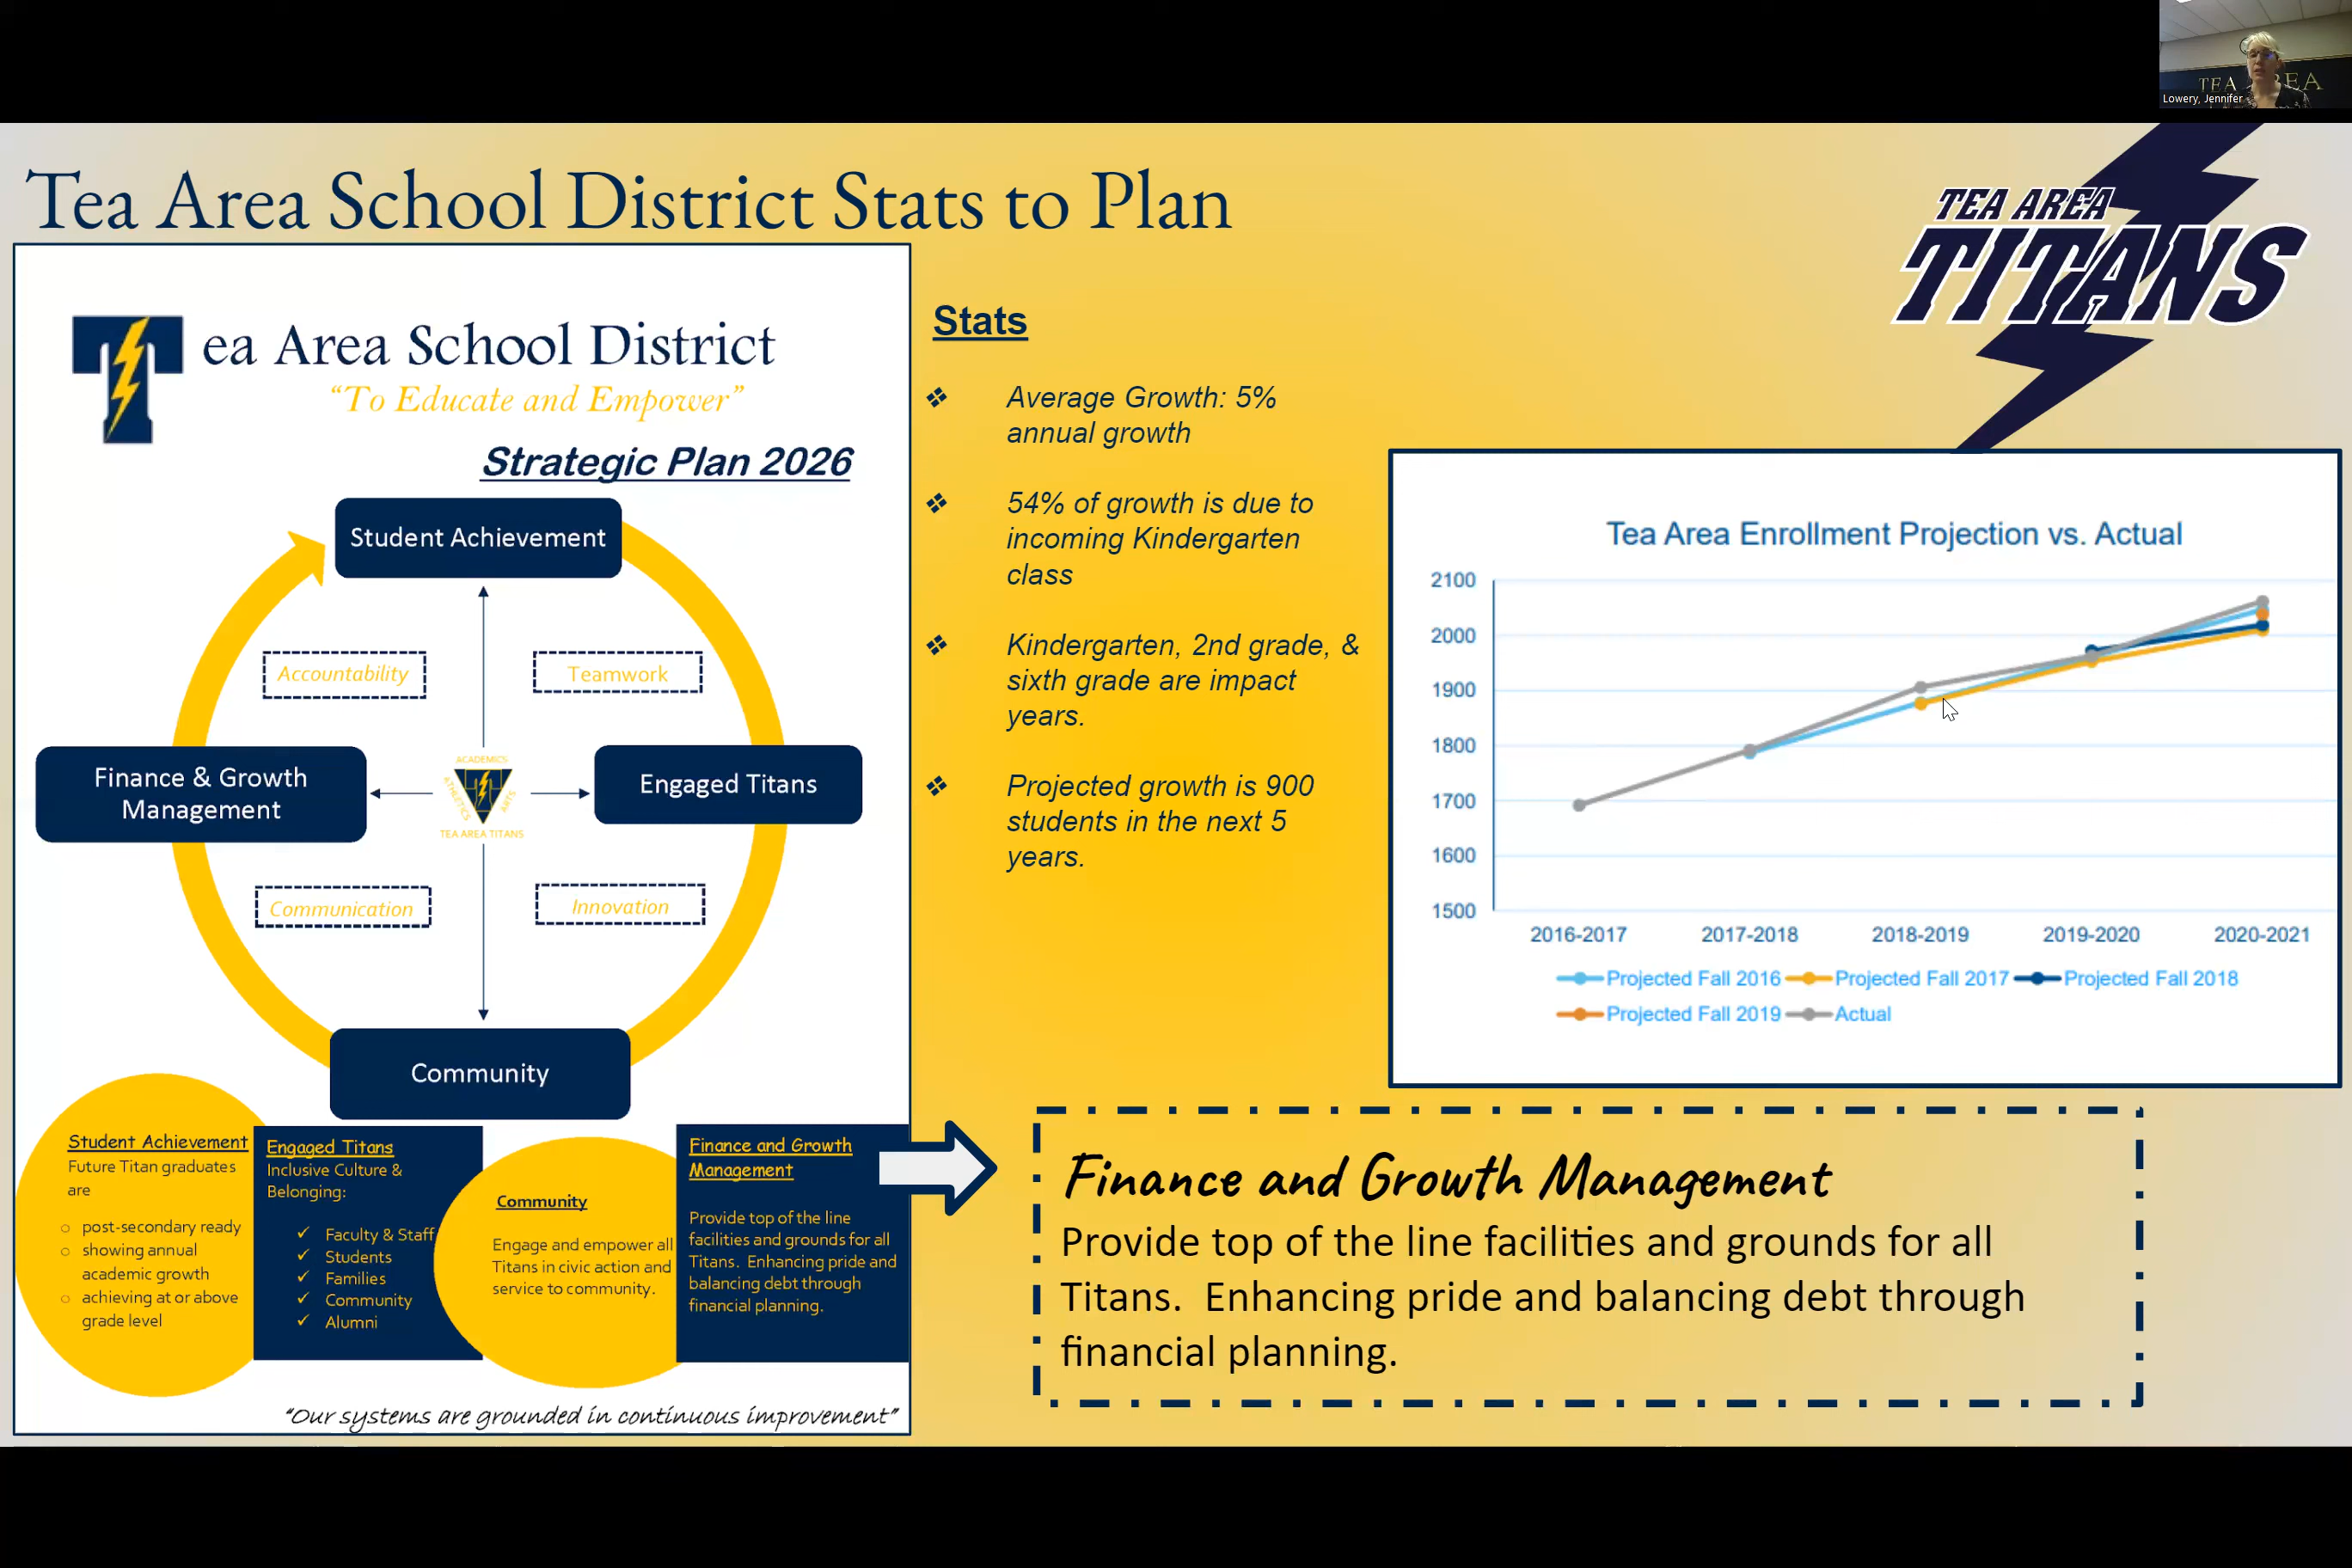 TEA AREA
Lowery, Jennifer
Tea Area School District Stats to Plan
TEA AREA
TITANS
Tea Area School District
“To Educate and Empower”
Strategic Plan 2026
Student Achievement
Accountability
Teamwork
Finance & Growth
Management
ACADEMICS
ATHLETICS
ARTS
TEA AREA TITANS
Engaged Titans
Communication
Innovation
Community
Student Achievement
Future Titan graduates
are
o post-secondary ready
o showing annual
academic growth
o achieving at or above
grade level
Engaged Titans
Inclusive Culture &
Belonging:
✓ Faculty & Staff
✓ Students
✓ Families
✓ Community
✓ Alumni
Community
Engage and empower all
Titans in civic action and
service to community.
Finance and Growth
Management
Provide top of the line
facilities and grounds for all
Titans. Enhancing pride and
balancing debt through
financial planning.
“Our systems are grounded in continuous improvement”
Stats
❖ Average Growth: 5%
annual growth
❖ 54% of growth is due to
incoming Kindergarten
class
❖ Kindergarten, 2nd grade, &
sixth grade are impact
years.
❖ Projected growth is 900
students in the next 5
years.
Tea Area Enrollment Projection vs. Actual
2100
2000
1900
1800
1700
1600
1500
2016-2017 2017-2018 2018-2019 2019-2020 2020-2021
Projected Fall 2016 Projected Fall 2017 Projected Fall 2018
Projected Fall 2019 Actual
Finance and Growth Management
Provide top of the line facilities and grounds for all
Titans. Enhancing pride and balancing debt through
financial planning.